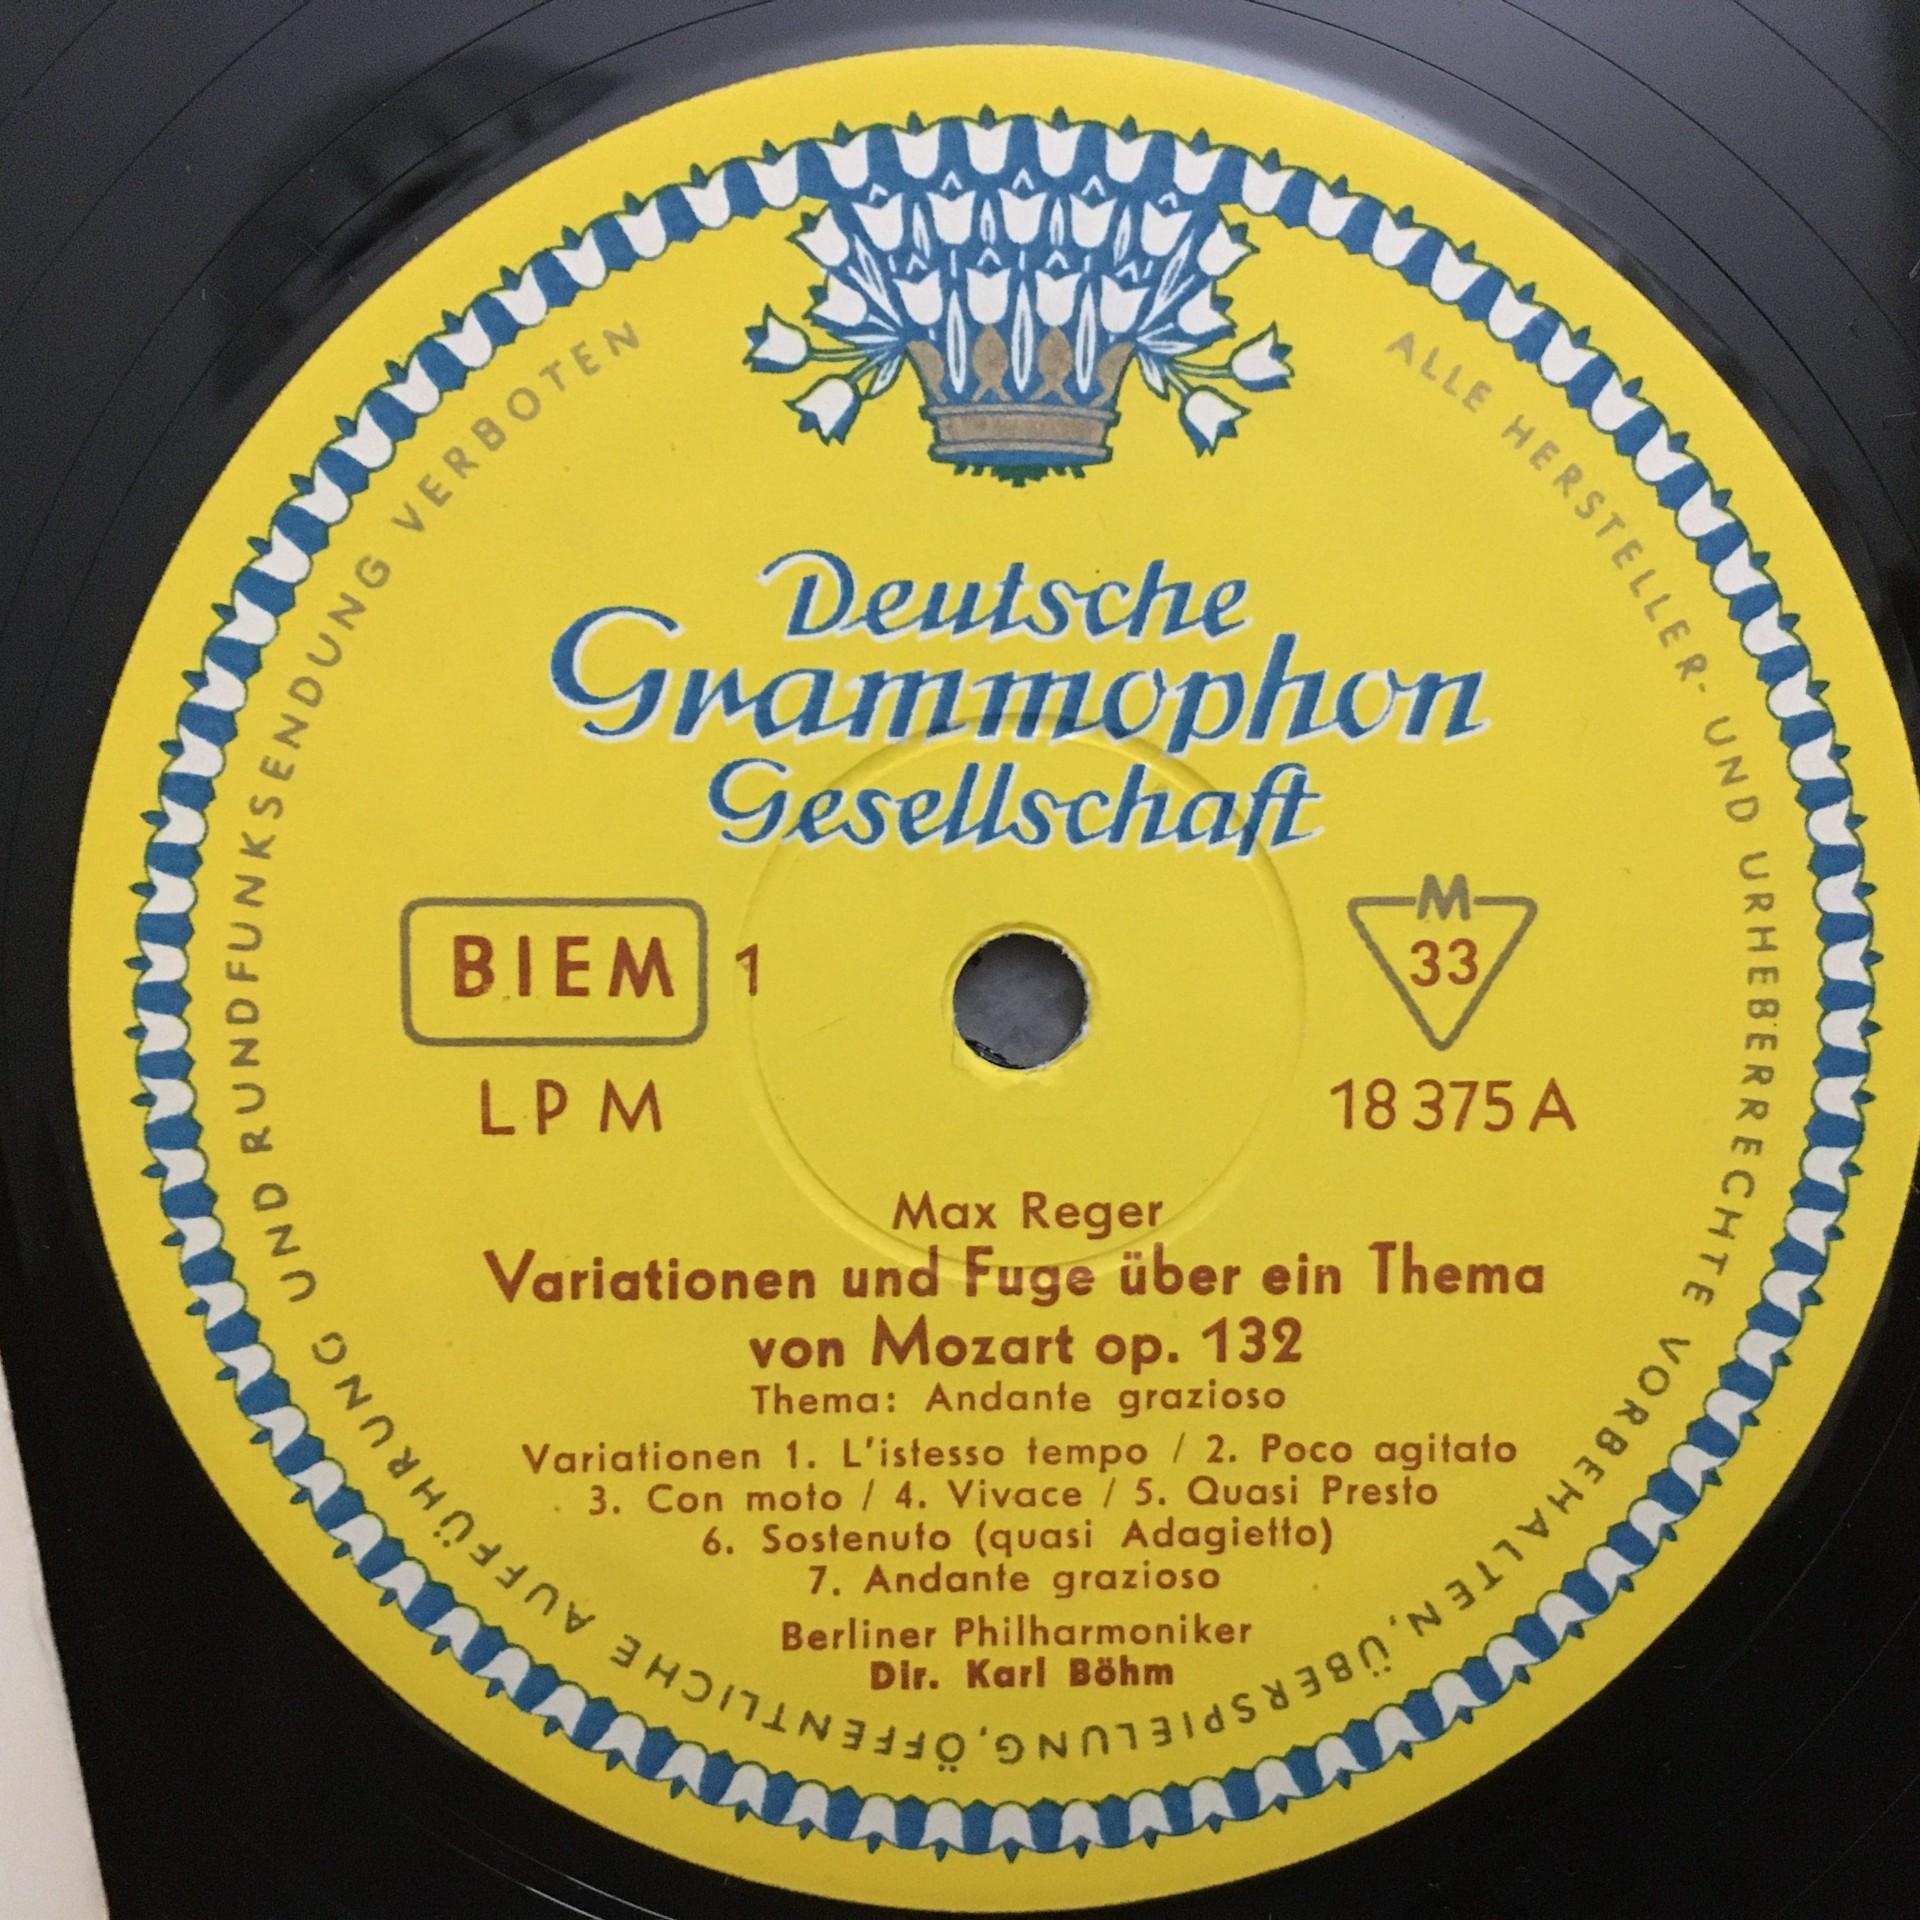 Deutsche
Grammophon
Gesellschaft
BIEM 1
M
33
LPM
18 375 A
Max Reger
Variationen und Fuge über ein Thema
von Mozart op. 132
Thema: Andante grazioso
Variationen 1. L'istesso tempo / 2. Poco agitato
3. Con moto / 4. Vivace / 5. Quasi Presto
6. Sostenuto (quasi Adagietto)
7. Andante grazioso
Berliner Philharmoniker
Dir. Karl Böhm
ALLE HERSTELLER- UND URHEBERRECHTE VORBEHALTEN, ÜBERSPIELUNG, ÖFFENTLICHE AUFFÜHRUNG UND RUNDFUNKSENDUNG VERBOTEN